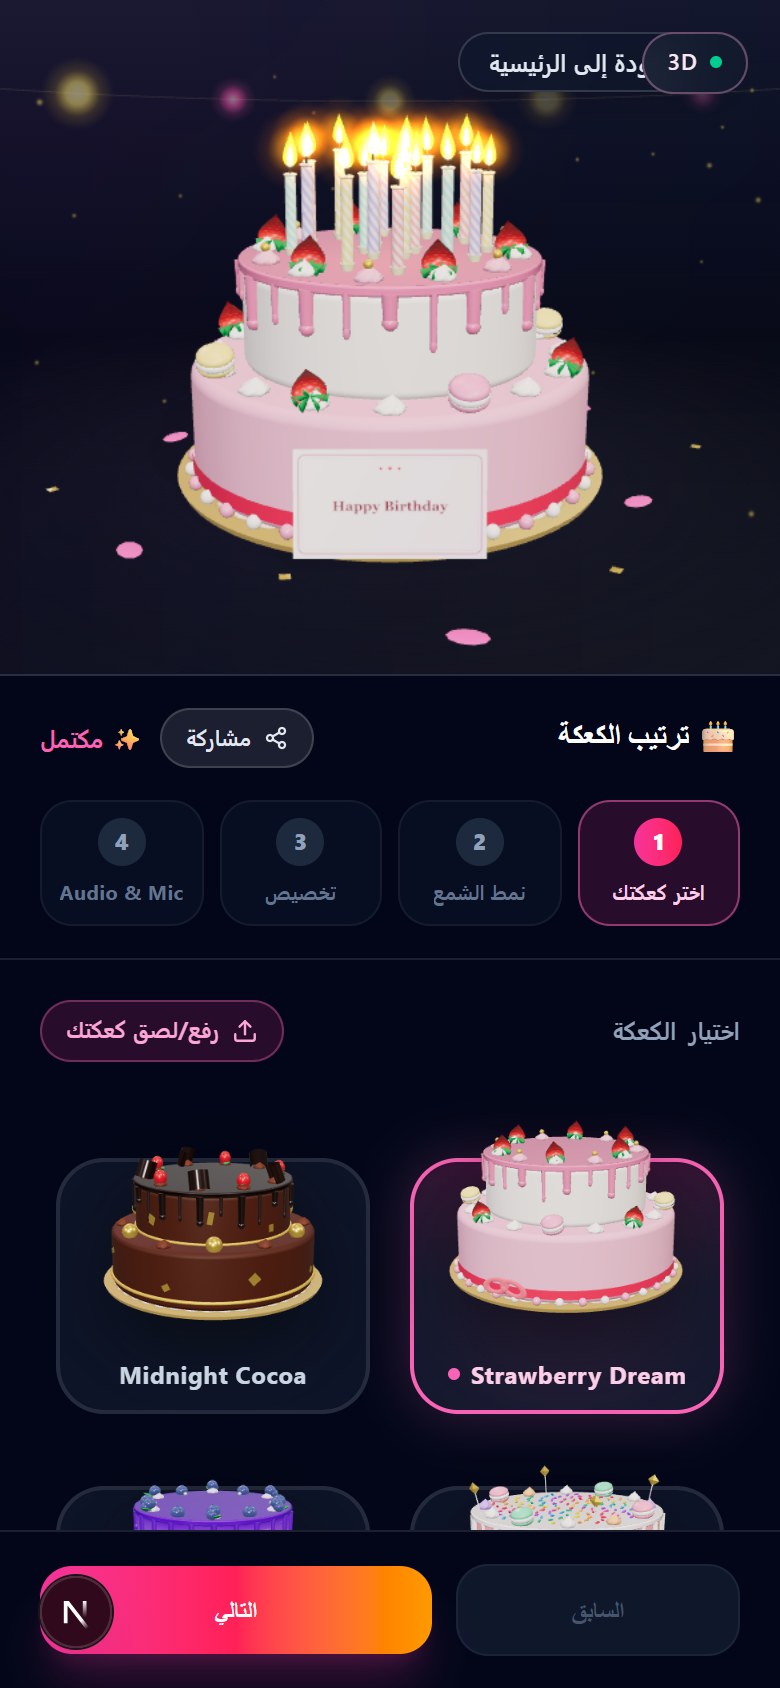 3D
ودة إلى الرئيسية
Happy Birthday
ترتيب الكعكة
مشاركة
مكتمل
1
اختر كعكتك
2
نمط الشمع
3
تخصيص
4
Audio & Mic
اختيار الكعكة
رفع/لصق كعكتك
Strawberry Dream
Midnight Cocoa
السابق
التالي
N